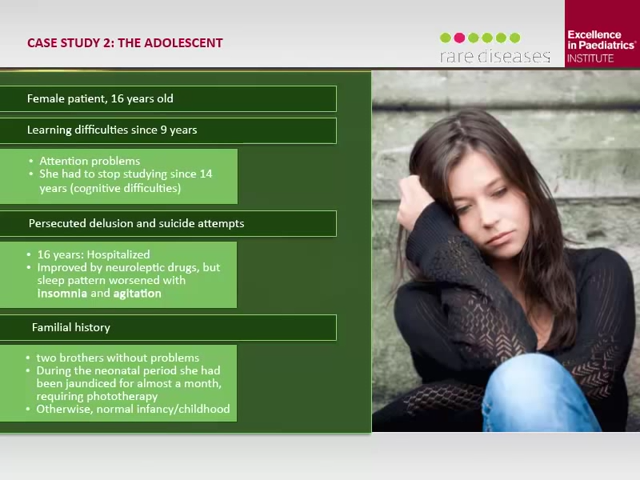 CASE STUDY 2: THE ADOLESCENT
rare diseases
Excellence
in Paediatrics
INSTITUTE
Female patient, 16 years old
Learning difficulties since 9 years
• Attention problems
• She had to stop studying since 14
years (cognitive difficulties)
Persecuted delusion and suicide attempts
• 16 years: Hospitalized
• Improved by neuroleptic drugs, but
sleep pattern worsened with
insomnia and agitation
Familial history
• two brothers without problems
• During the neonatal period she had
been jaundiced for almost a month,
requiring phototherapy
• Otherwise, normal infancy/childhood